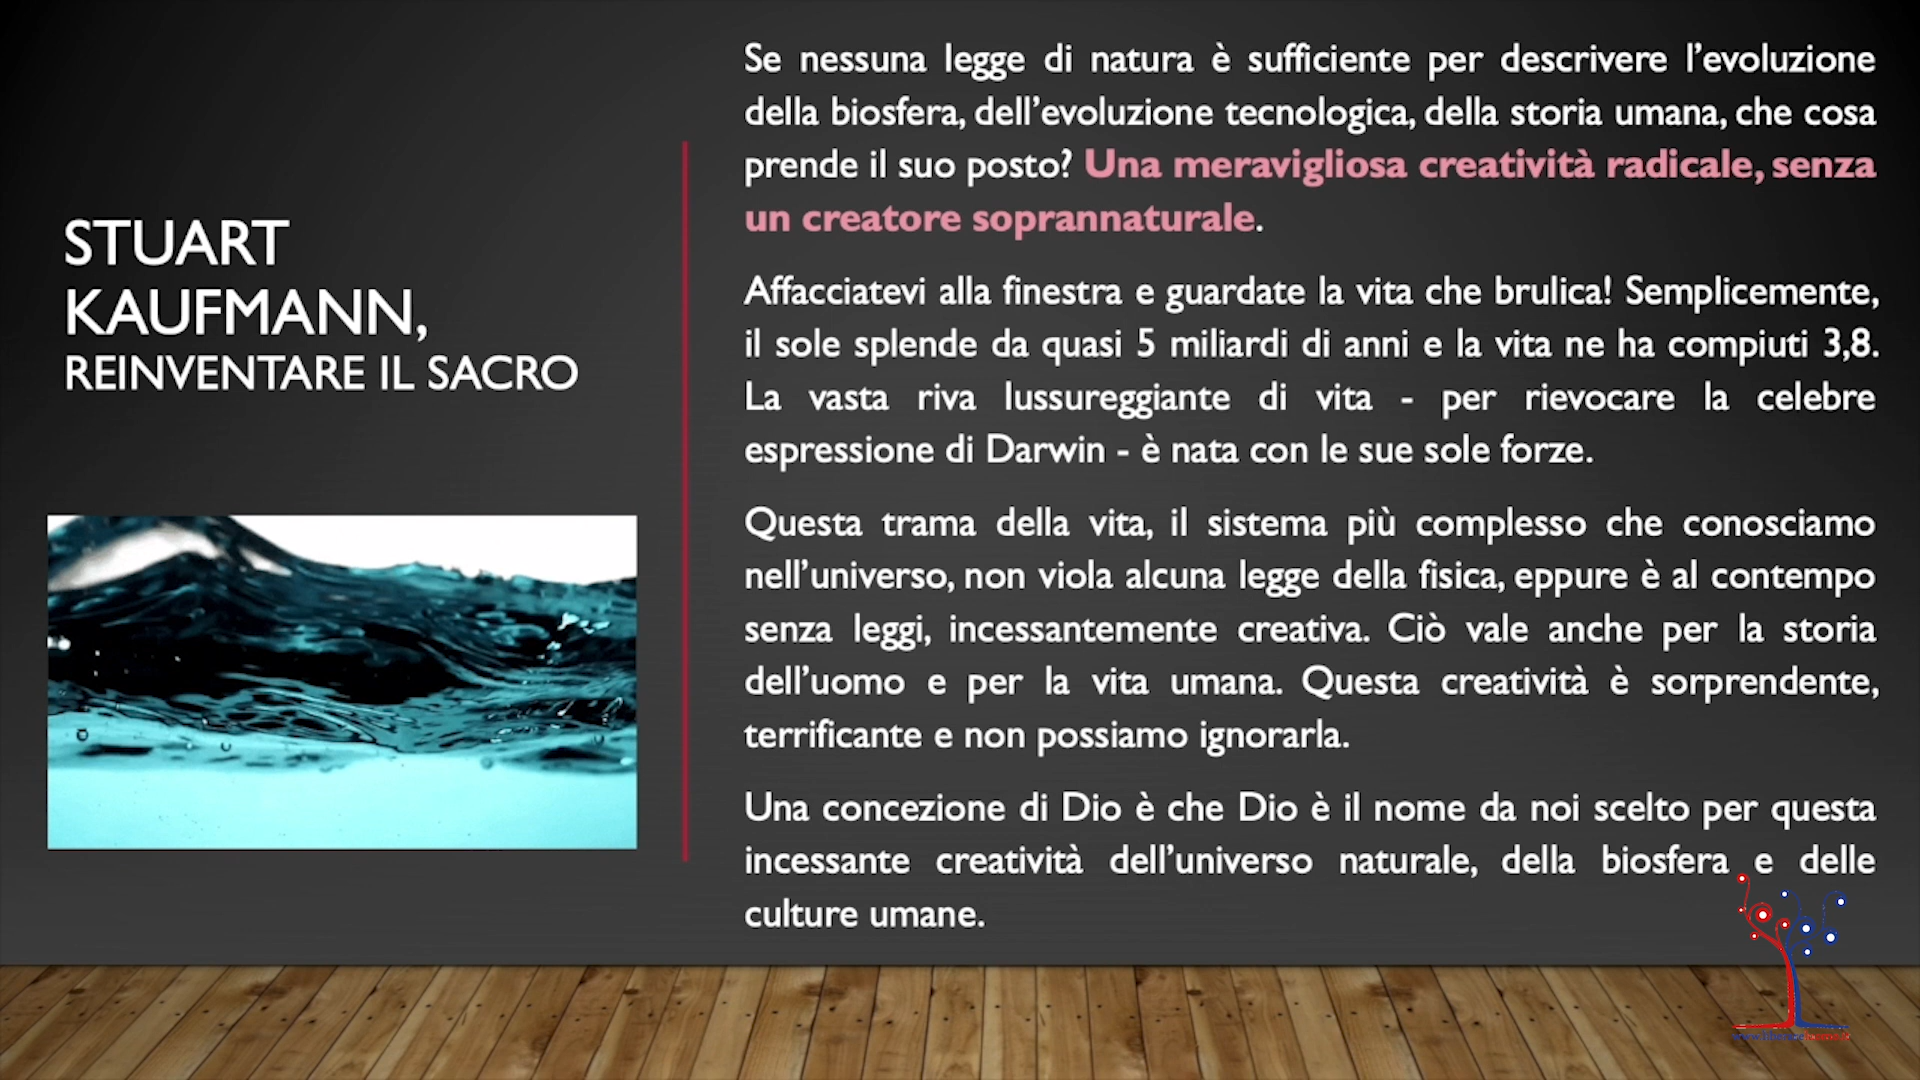 STUART
KAUFMANN,
REINVENTARE IL SACRO
Se nessuna legge di natura è sufficiente per descrivere l’evoluzione
della biosfera, dell’evoluzione tecnologica, della storia umana, che cosa
prende il suo posto? Una meravigliosa creatività radicale, senza
un creatore soprannaturale.
Affacciatevi alla finestra e guardate la vita che brulica! Semplicemente,
il sole splende da quasi 5 miliardi di anni e la vita ne ha compiuti 3,8.
La vasta riva lussureggiante di vita - per rievocare la celebre
espressione di Darwin - è nata con le sue sole forze.
Questa trama della vita, il sistema più complesso che conosciamo
nell’universo, non viola alcuna legge della fisica, eppure è al contempo
senza leggi, incessantemente creativa. Ciò vale anche per la storia
dell’uomo e per la vita umana. Questa creatività è sorprendente,
terrificante e non possiamo ignorarla.
Una concezione di Dio è che Dio è il nome da noi scelto per questa
incessante creatività dell’universo naturale, della biosfera e delle
culture umane.